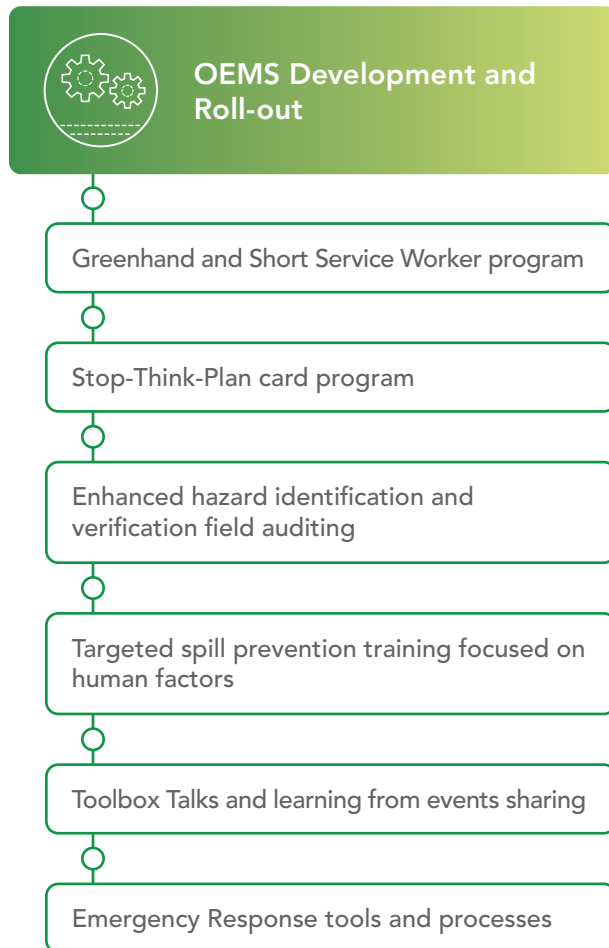 OEMS Development and
Roll-out
Greenhand and Short Service Worker program
Stop-Think-Plan card program
Enhanced hazard identification and
verification field auditing
Targeted spill prevention training focused on
human factors
Toolbox Talks and learning from events sharing
Emergency Response tools and processes